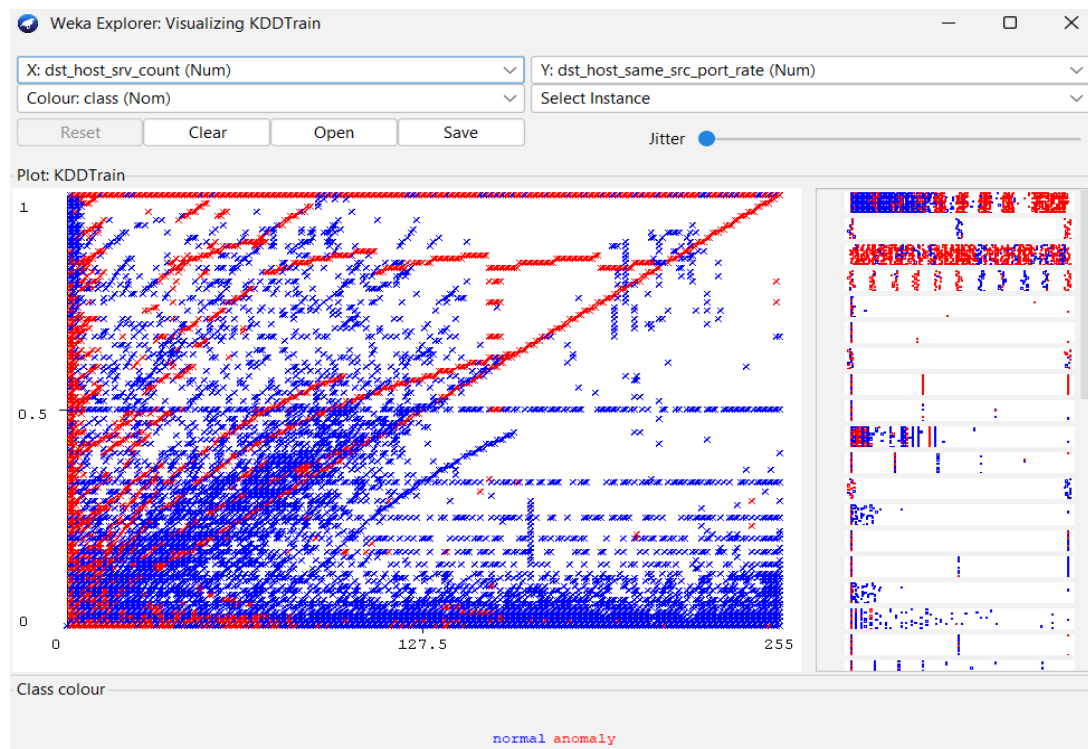 Weka Explorer: Visualizing KDDTrain
X: dst_host_srv_count (Num)
Y: dst_host_same_src_port_rate (Num)
Colour: class (Nom)
Select Instance
Reset
Clear
Open
Save
Jitter
Plot: KDDTrain
1
0.5
0
0
127.5
255
Class colour
normal anomaly